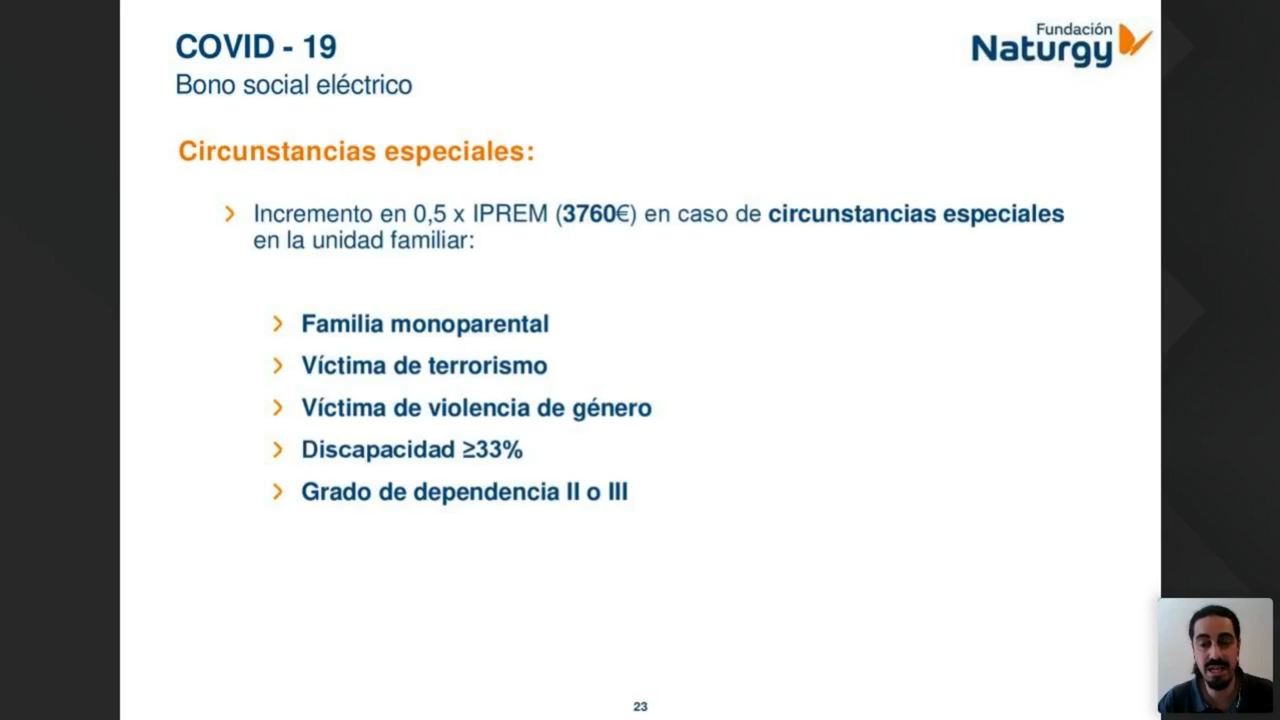 COVID - 19
Bono social eléctrico
Fundación
Naturgy
Circunstancias especiales:
Incremento en 0,5 x IPREM (3760€) en caso de circunstancias especiales
en la unidad familiar:
Familia monoparental
Víctima de terrorismo
Víctima de violencia de género
Discapacidad ≥33%
Grado de dependencia II o III
23